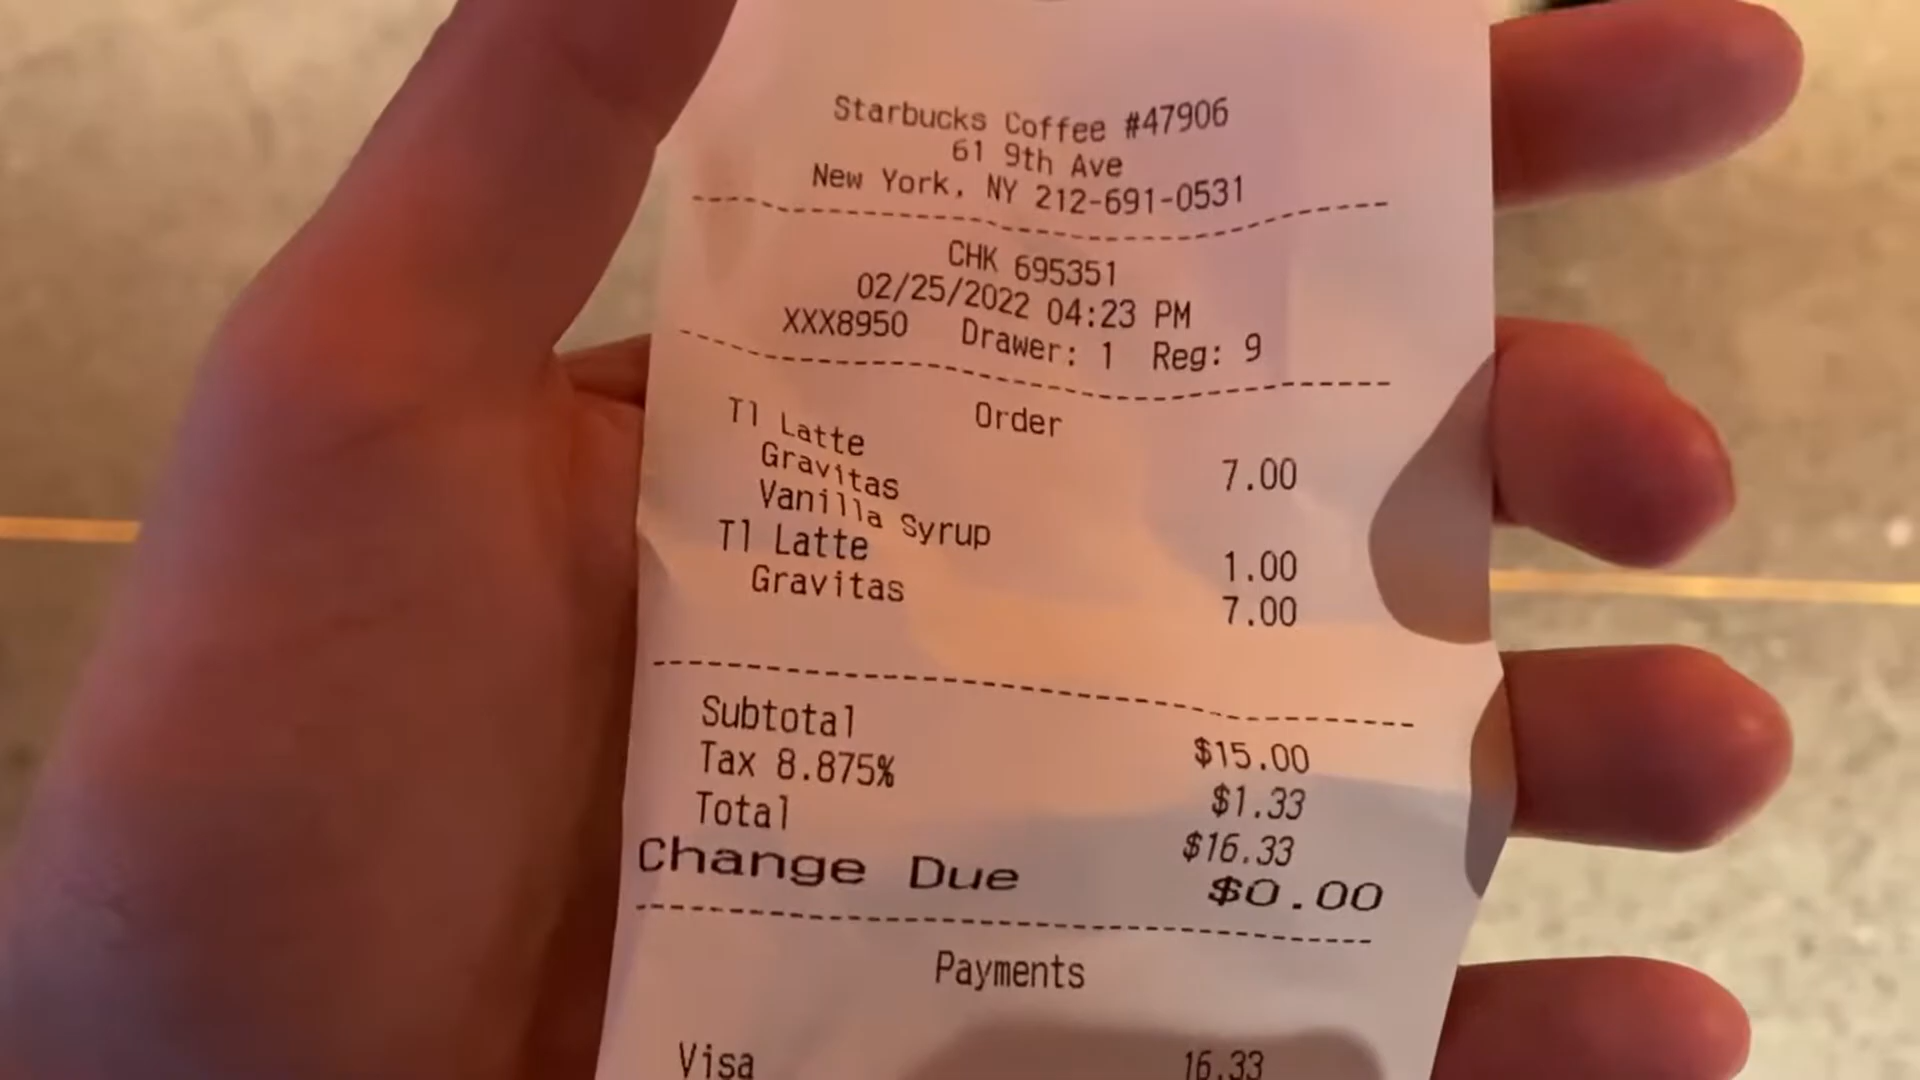 Starbucks Coffee #47906
61 9th Ave
New York, NY 212-691-0531
CHK 695351
02/25/2022 04:23 PM
XXX8950 Drawer: 1 Reg: 9
Order
Tl Latte 7.00
Gravitas
Vanilla Syrup 1.00
Tl Latte 7.00
Gravitas
Subtotal $15.00
Tax 8.875% $1.33
Total $16.33
Change Due $0.00
Payments
Visa 16.33